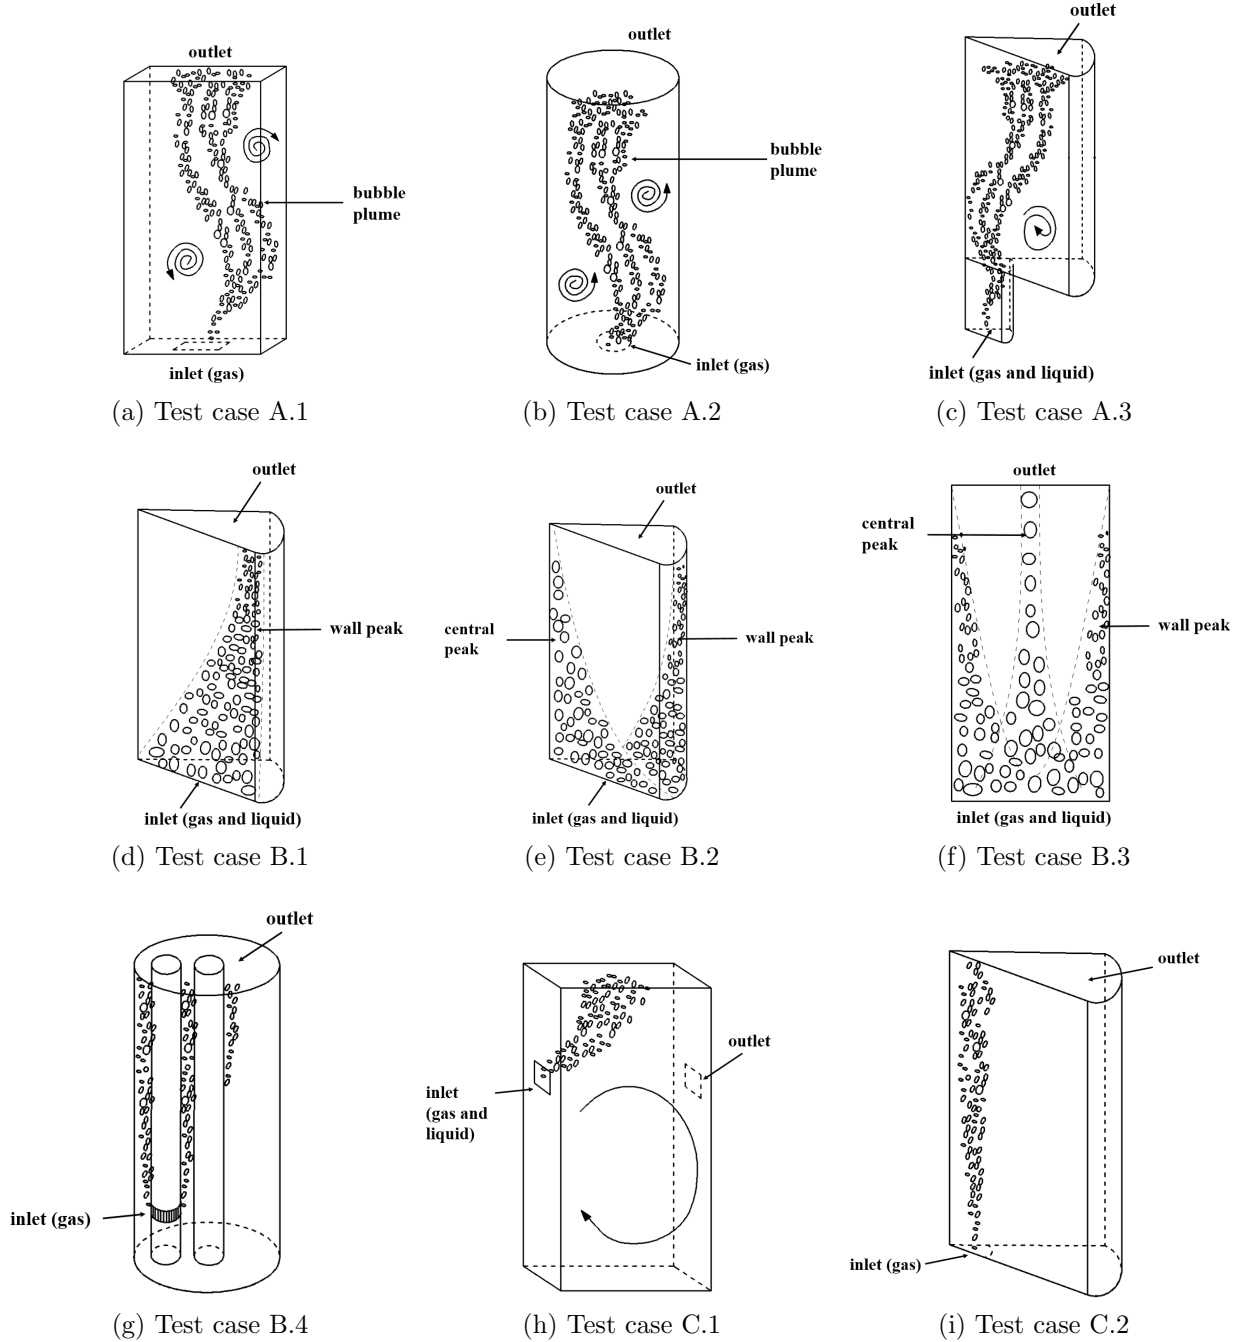 outlet
bubble
plume
inlet (gas)
(a) Test case A.1
outlet
bubble
plume
inlet (gas)
(b) Test case A.2
outlet
inlet (gas and liquid)
(c) Test case A.3
outlet
wall peak
inlet (gas and liquid)
(d) Test case B.1
outlet
central
peak
wall peak
inlet (gas and liquid)
(e) Test case B.2
outlet
central
peak
wall peak
inlet (gas and liquid)
(f) Test case B.3
outlet
inlet (gas)
(g) Test case B.4
outlet
inlet
(gas and
liquid)
(h) Test case C.1
outlet
inlet (gas)
(i) Test case C.2